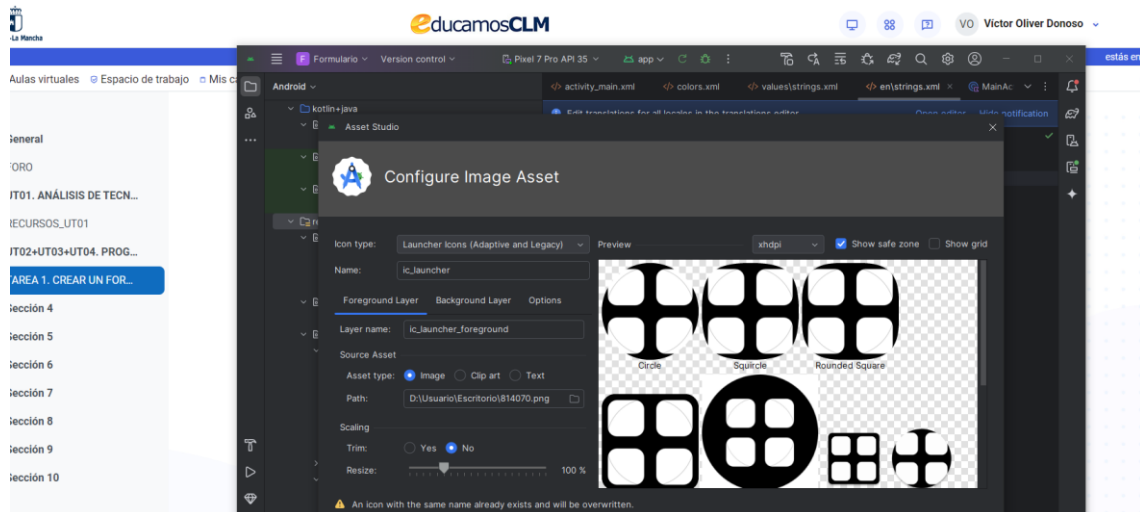 -La Mancha
educamosCLM
VO Víctor Oliver Donoso
estás en
Aulas virtuales Espacio de trabajo Mis c
General
FORO
UT01. ANÁLISIS DE TECN...
RECURSOS_UT01
UT02+UT03+UT04. PROG...
TAREA 1. CREAR UN FOR...
Sección 4
Sección 5
Sección 6
Sección 7
Sección 8
Sección 9
Sección 10
F Formulario Version control Pixel 7 Pro API 35 app
Android activity_main.xml colors.xml values\strings.xml en\strings.xml MainAc
kotlin+java
Edit translations for all locales in the translations editor. Open editor Hide notification
Asset Studio
Configure Image Asset
Icon type: Launcher Icons (Adaptive and Legacy) Preview xhdpi Show safe zone Show grid
Name: ic_launcher
Foreground Layer Background Layer Options
Layer name: ic_launcher_foreground
Source Asset
Asset type: Image Clip art Text
Path: D:\Usuario\Escritorio\814070.png
Scaling
Trim: Yes No
Resize: 100 %
Circle Squircle Rounded Square
An icon with the same name already exists and will be overwritten.